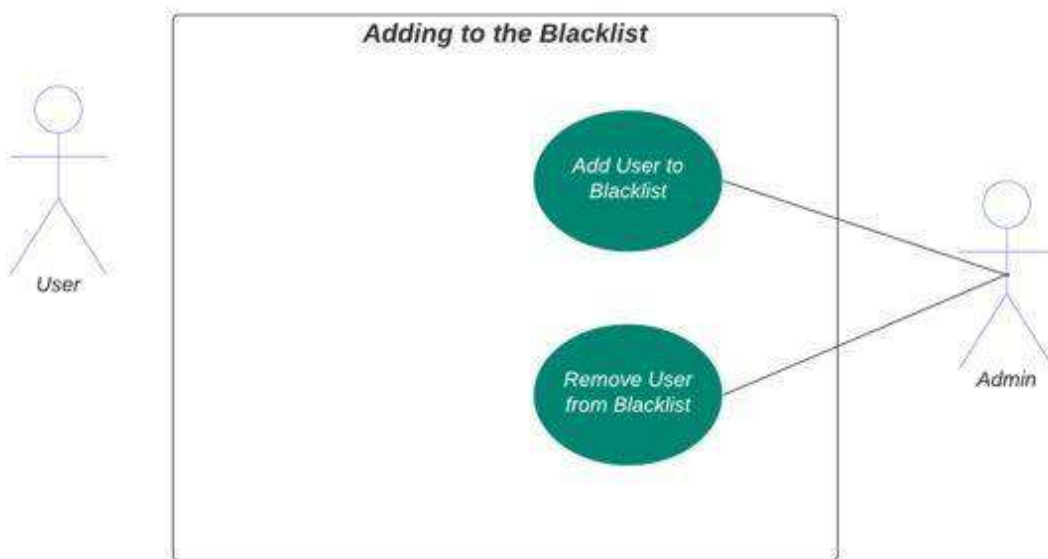 Adding to the Blacklist
Add User to
Blacklist
User
Remove User
from Blacklist
Admin